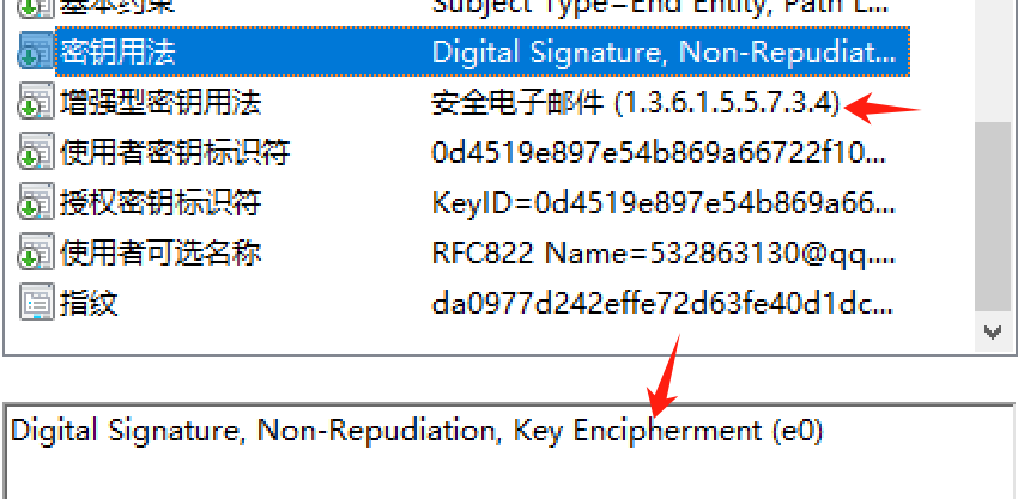 基本约束 Subject Type=End Entity, Path L...
密钥用法 Digital Signature, Non-Repudiat...
增强型密钥用法 安全电子邮件 (1.3.6.1.5.5.7.3.4)
使用者密钥标识符 0d4519e897e54b869a66722f10...
授权密钥标识符 KeyID=0d4519e897e54b869a66...
使用者可选名称 RFC822 Name=532863130@qq....
指纹 da0977d242effe72d63fe40d1dc...
Digital Signature, Non-Repudiation, Key Encipherment (e0)